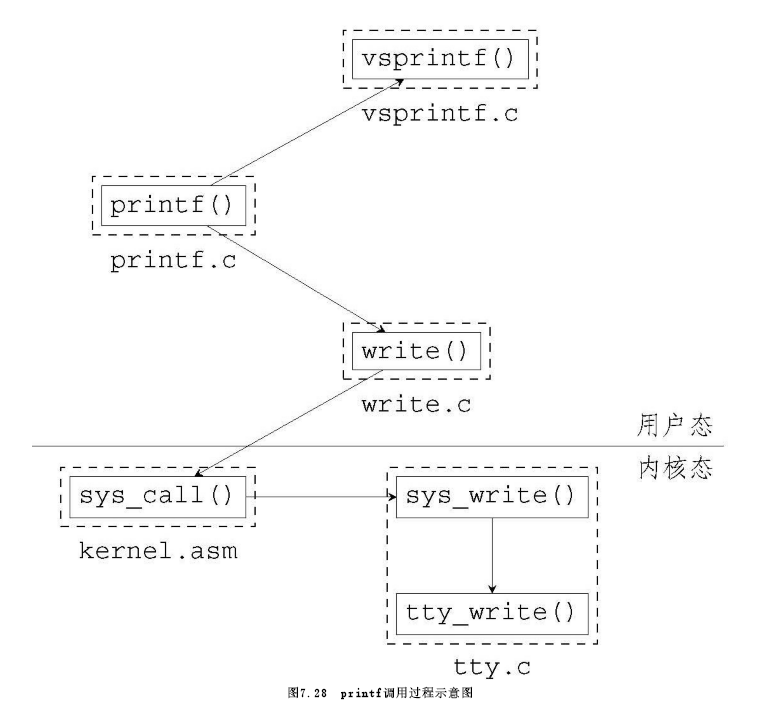 vsprintf()
vsprintf.c
printf()
printf.c
write()
write.c
用户态
内核态
sys_call()
sys_write()
kernel.asm
tty_write()
tty.c
图7.28 printf调用过程示意图